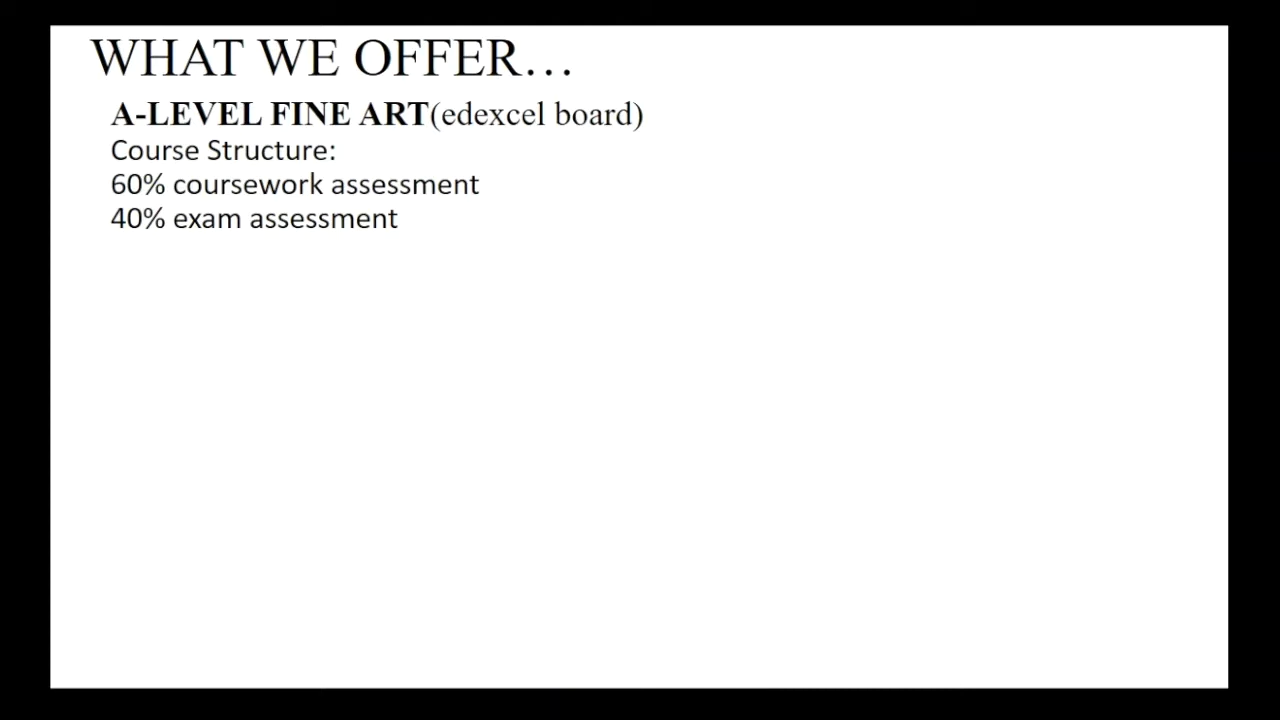 WHAT WE OFFER…
A-LEVEL FINE ART(edexcel board)
Course Structure:
60% coursework assessment
40% exam assessment